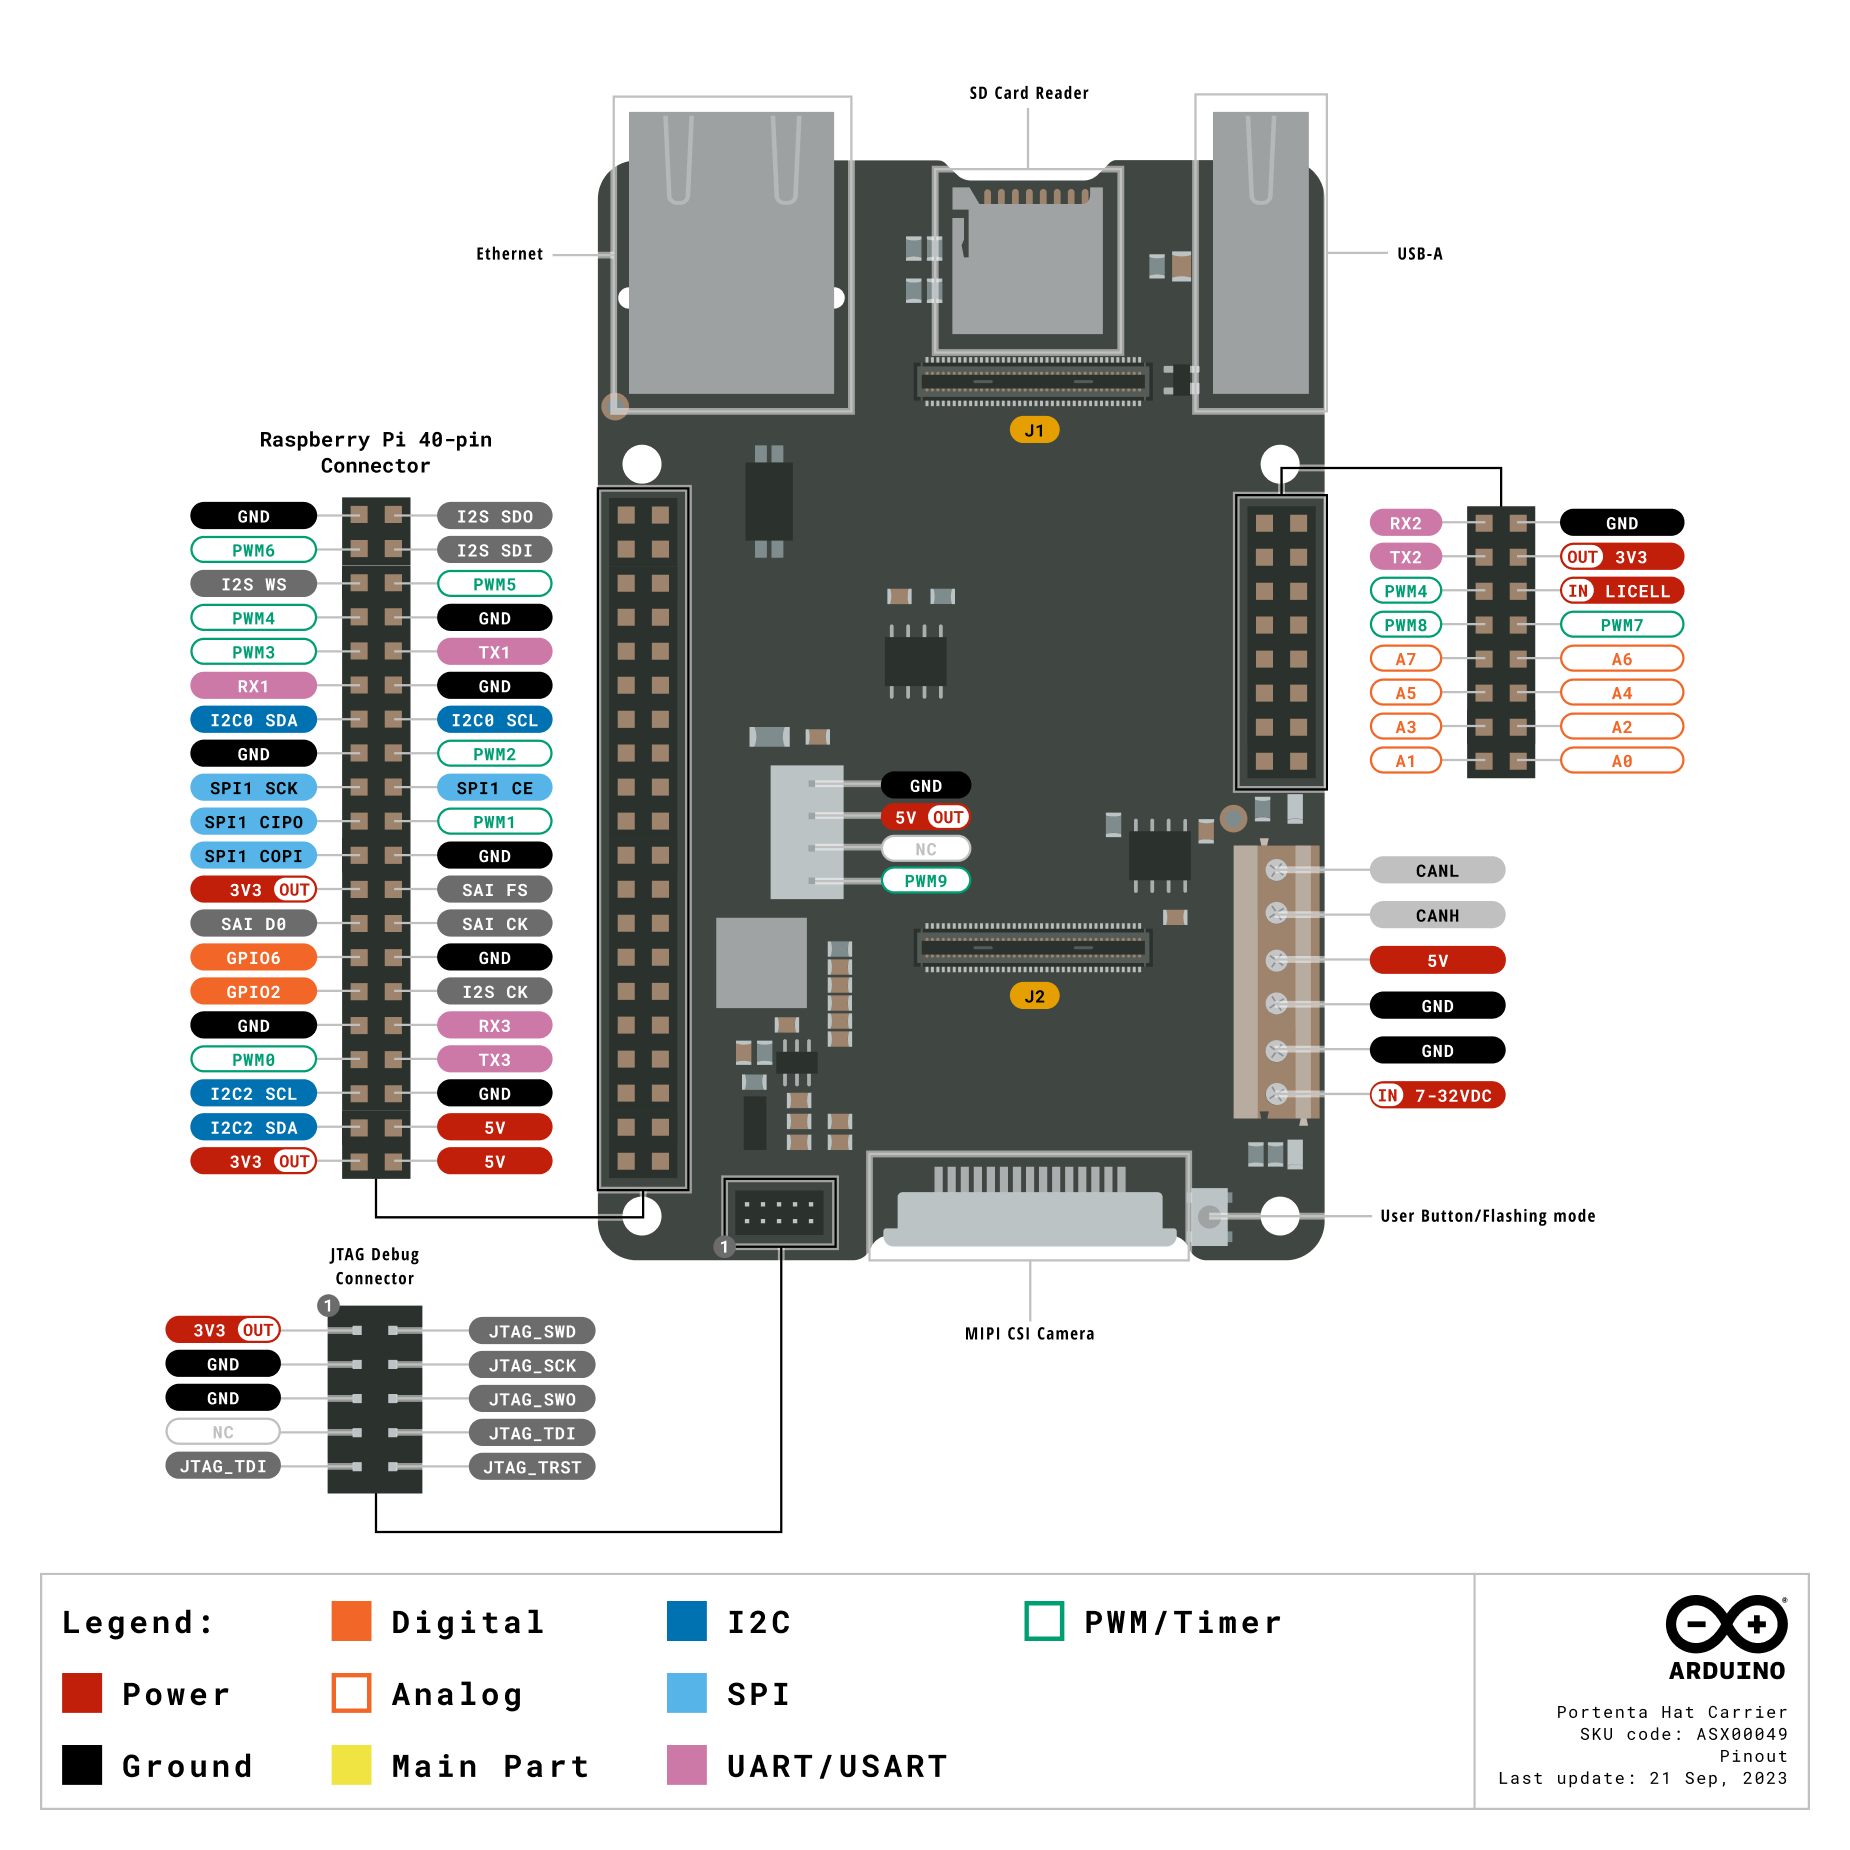 SD Card Reader
Ethernet
USB-A
J1
Raspberry Pi 40-pin
Connector
GND I2S SDO
PWM6 I2S SDI
I2S WS PWM5
PWM4 GND
PWM3 TX1
RX1 GND
I2C0 SDA I2C0 SCL
GND PWM2
SPI1 SCK SPI1 CE
SPI1 CIPO PWM1
SPI1 COPI GND
3V3 OUT SAI FS
SAI D0 SAI CK
GPIO6 GND
GPIO2 I2S CK
GND RX3
PWM0 TX3
I2C2 SCL GND
I2C2 SDA 5V
3V3 OUT 5V
RX2 GND
TX2 OUT 3V3
PWM4 IN LICELL
PWM8 PWM7
A7 A6
A5 A4
A3 A2
A1 A0
GND
5V OUT
NC
PWM9
CANL
CANH
5V
GND
GND
IN 7-32VDC
J2
User Button/Flashing mode
1
MIPI CSI Camera
JTAG Debug
Connector
1
3V3 OUT JTAG_SWD
GND JTAG_SCK
GND JTAG_SWO
NC JTAG_TDI
JTAG_TDI JTAG_TRST
Legend:
Power
Ground
Digital
Analog
Main Part
I2C
SPI
UART/USART
PWM/Timer
®
ARDUINO
Portenta Hat Carrier
SKU code: ASX00049
Pinout
Last update: 21 Sep, 2023